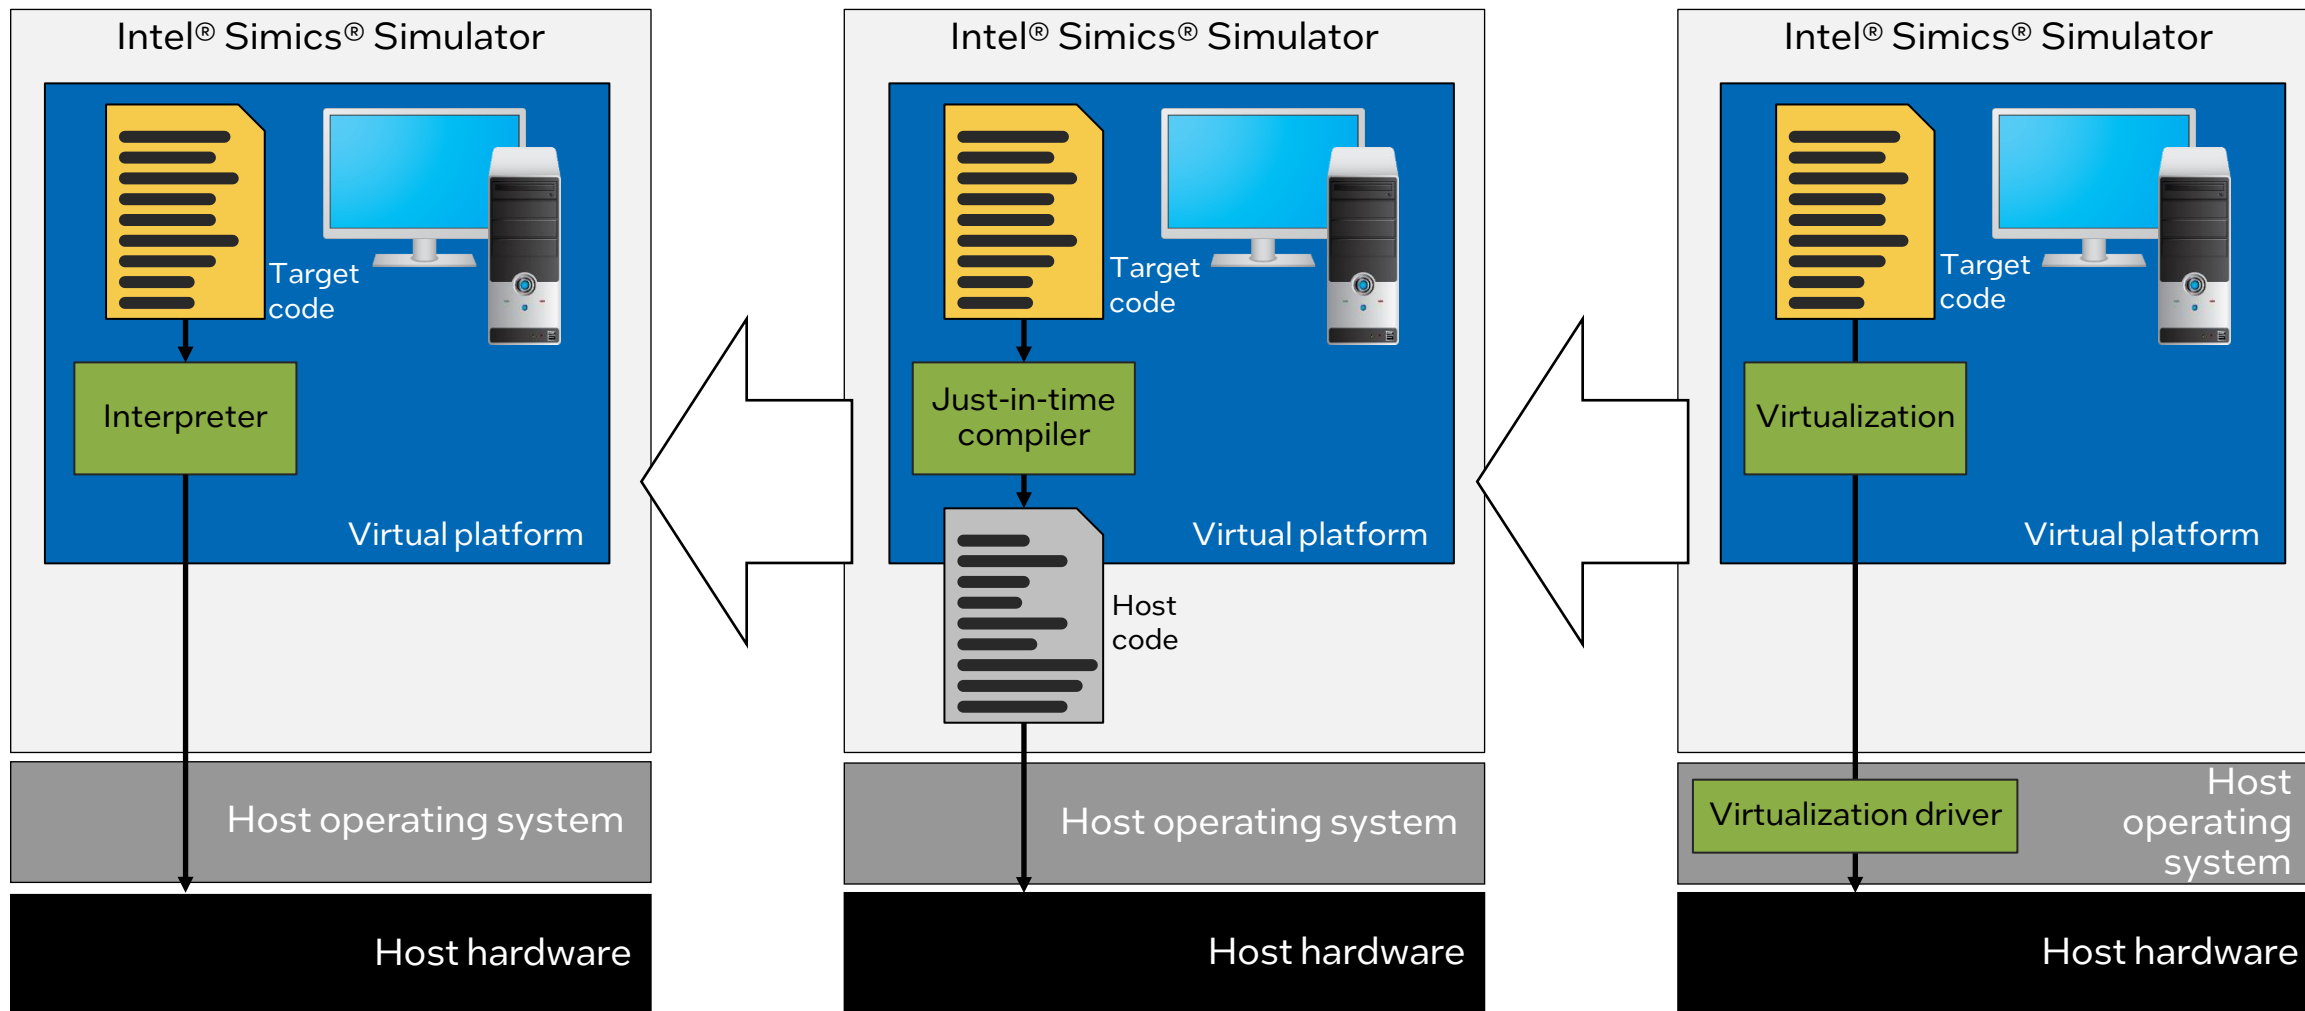 Intel® Simics® Simulator
Target
code
Interpreter
Virtual platform
Host operating system
Host hardware
Intel® Simics® Simulator
Target
code
Just-in-time
compiler
Virtual platform
Host
code
Host operating system
Host hardware
Intel® Simics® Simulator
Target
code
Virtualization
Virtual platform
Virtualization driver
Host
operating
system
Host hardware